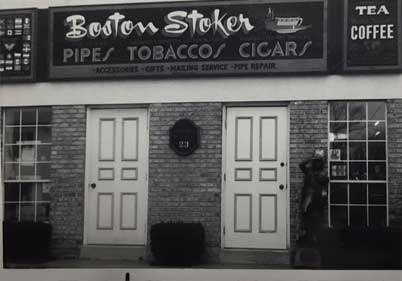 Boston Stoker
PIPES TOBACCOS CIGARS
·ACCESSORIES·GIFTS·MAILING SERVICE·PIPE REPAIR·
TEA
COFFEE
23